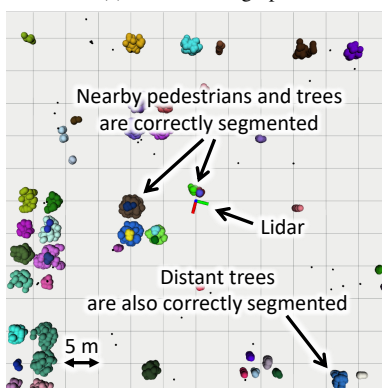 Nearby pedestrians and trees
are correctly segmented
Lidar
Distant trees
are also correctly segmented
5 m